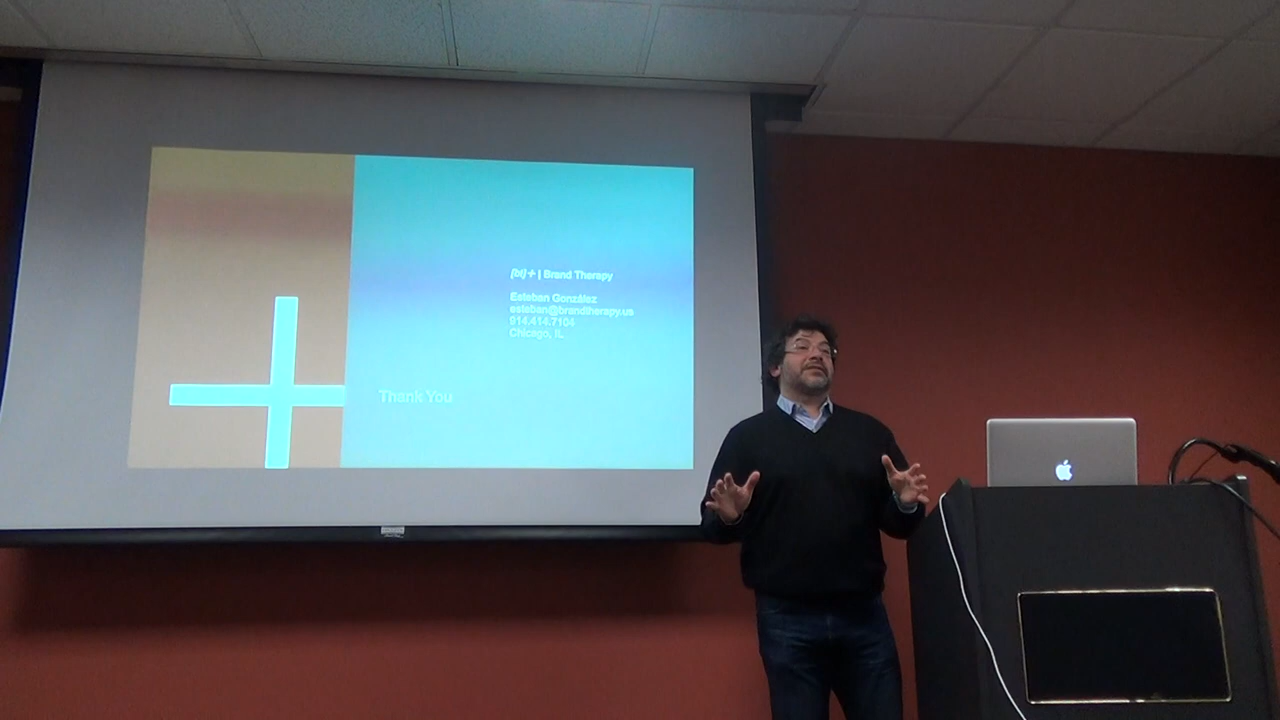 [bt]+ | Brand Therapy
Esteban González
esteban@brandtherapy.us
914.414.7104
Chicago, IL
Thank You